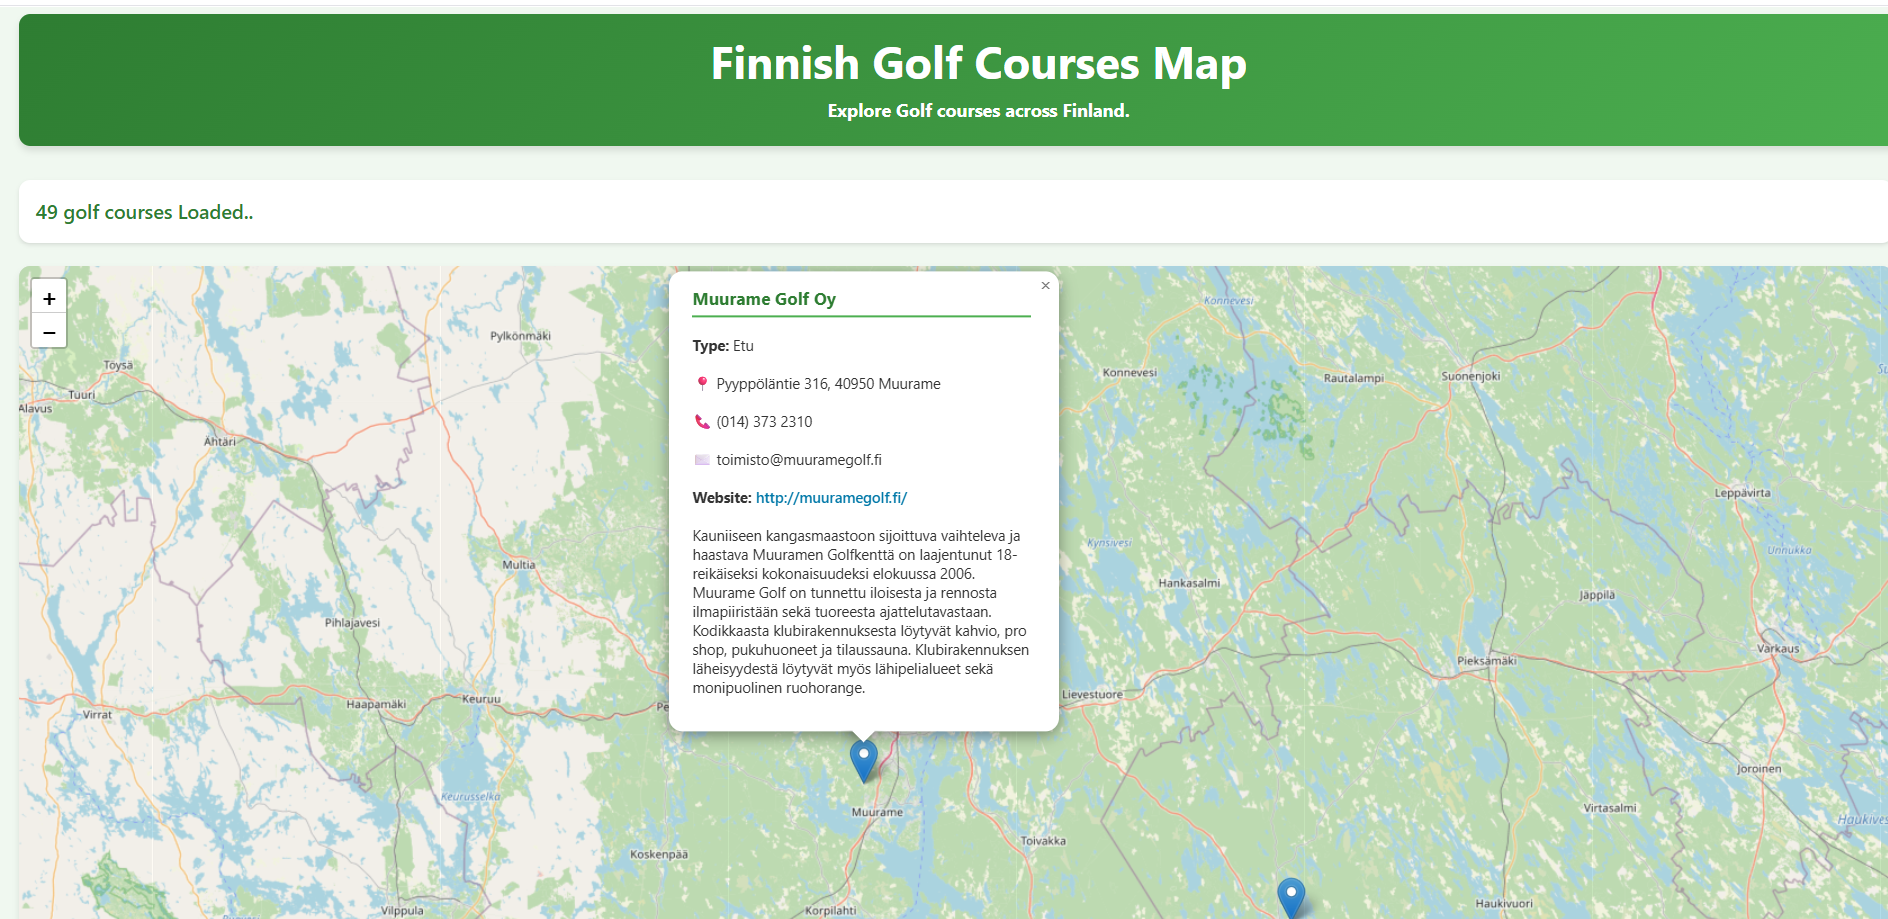 Finnish Golf Courses Map
Explore Golf courses across Finland.
49 golf courses Loaded..
+
−
Muurame Golf Oy
×
Type: Etu
Pyyppöläntie 316, 40950 Muurame
(014) 373 2310
toimisto@muuramegolf.fi
Website: http://muuramegolf.fi/
Kauniiseen kangasmaastoon sijoittuva vaihteleva ja
haastava Muuramen Golfkenttä on laajentunut 18-
reikäiseksi kokonaisuudeksi elokuussa 2006.
Muurame Golf on tunnettu iloisesta ja rennosta
ilmapiiristään sekä tuoreesta ajattelutavastaan.
Kodikkaasta klubirakennuksesta löytyvät kahvio, pro
shop, pukuhuoneet ja tilaussauna. Klubirakennuksen
läheisyydestä löytyvät myös lähipelialueet sekä
monipuolinen ruohorange.
Konnevesi
Pylkönmäki
Töysä
Konnevesi
Rautalampi
Suonenjoki
Tuuri
Alavus
Ähtäri
Leppävirta
Kynsivesi
Unnukka
Multia
Hankasalmi
Jäppilä
Pihlajavesi
Varkaus
Pieksämäki
Lievestuore
Keuruu
Haapamäki
Pe
Virrat
Joroinen
Keurusselkä
Virtasalmi
Muurame
Haukives
Toivakka
Koskenpää
Haukivuori
Vilppula
Korpilahti